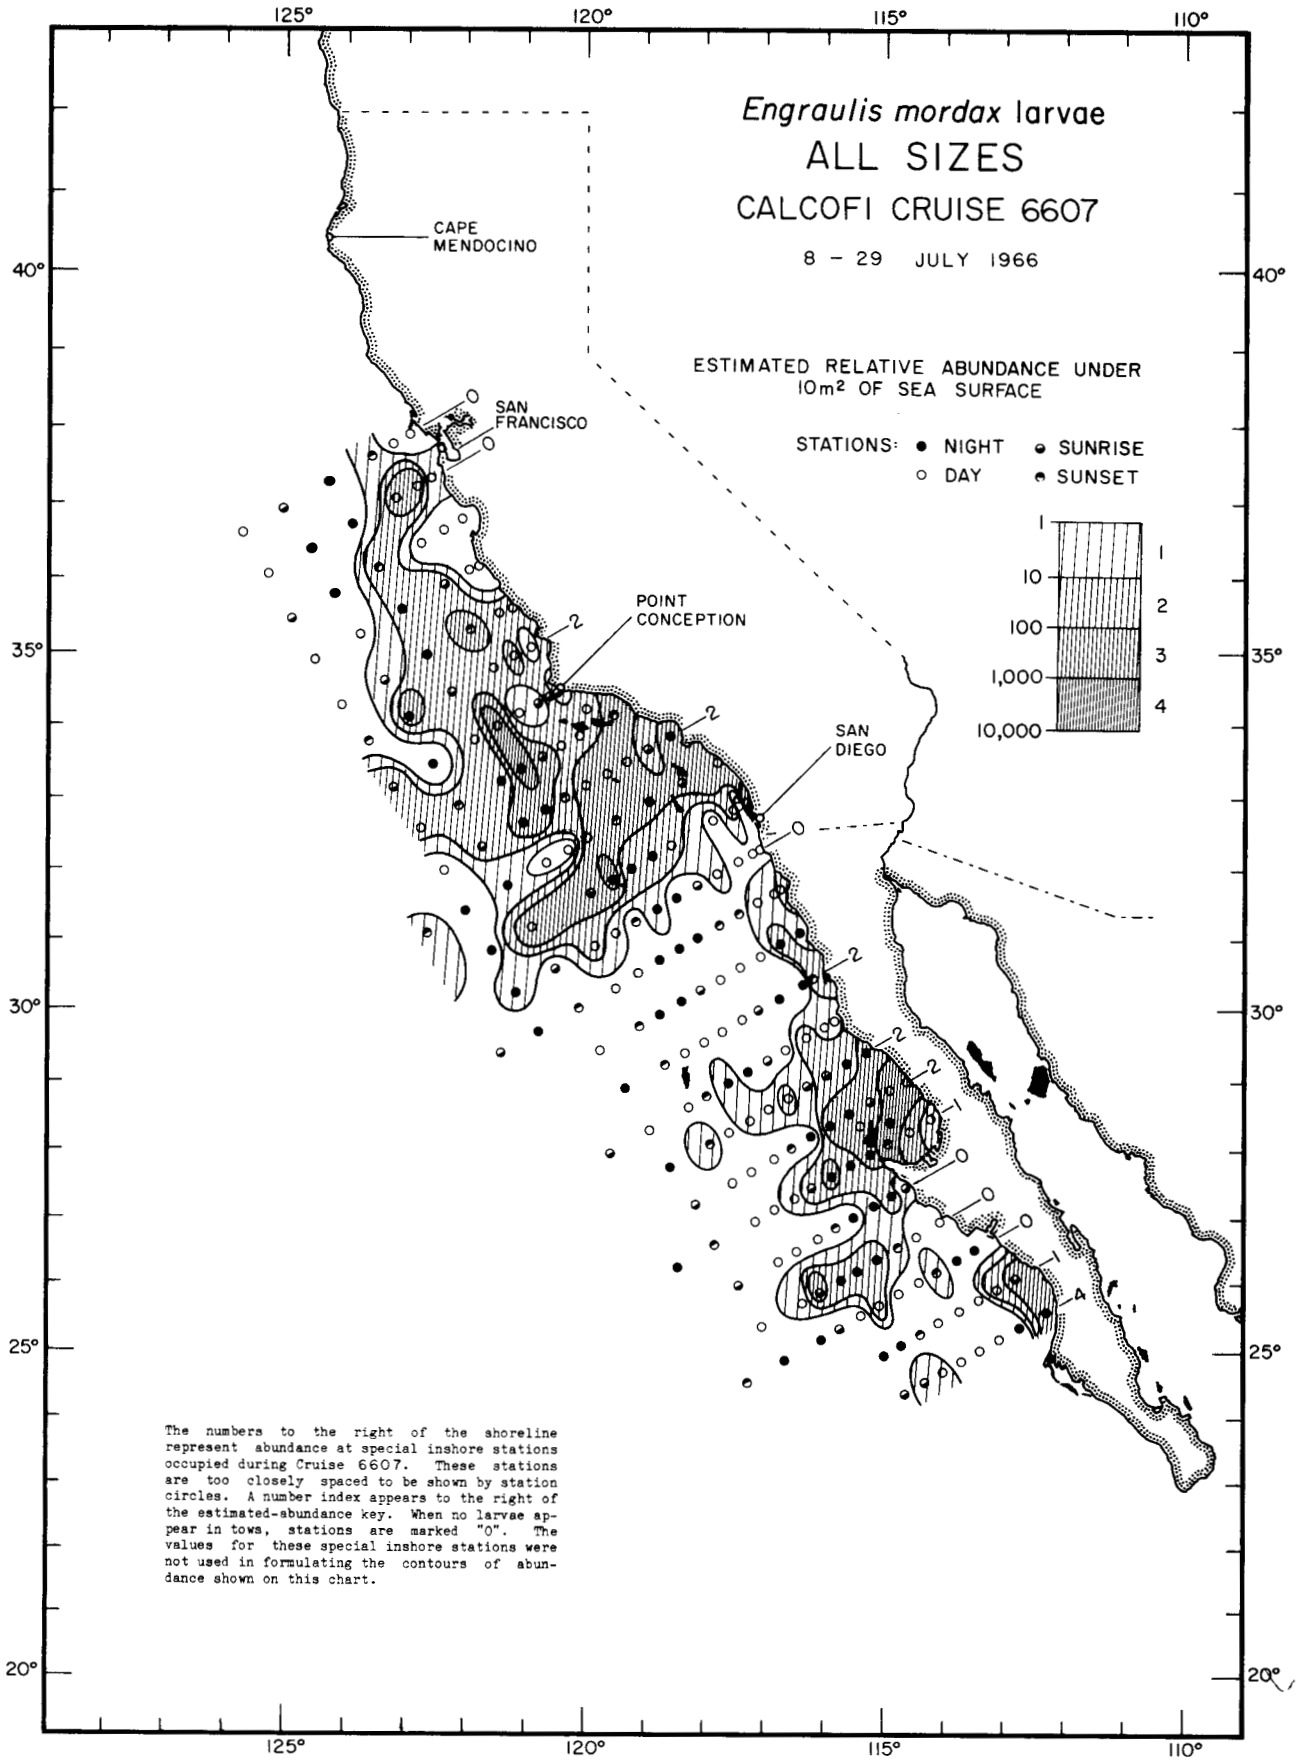 125° 120° 115° 110°
Engraulis mordax larvae
ALL SIZES
CALCOFI CRUISE 6607
8 – 29 JULY 1966
CAPE
MENDOCINO
40° 40°
ESTIMATED RELATIVE ABUNDANCE UNDER
10m² OF SEA SURFACE
0
SAN
FRANCISCO
0
STATIONS: ● NIGHT SUNRISE
○ DAY SUNSET
1
1
10
2
100
3
1,000
4
10,000
POINT
CONCEPTION
2
35° 35°
2
SAN
DIEGO
0
2
30° 30°
2
2
1
0
0
0
1
4
25° 25°
The numbers to the right of the shoreline
represent abundance at special inshore stations
occupied during Cruise 6607. These stations
are too closely spaced to be shown by station
circles. A number index appears to the right of
the estimated-abundance key. When no larvae ap-
pear in tows, stations are marked "0". The
values for these special inshore stations were
not used in formulating the contours of abun-
dance shown on this chart.
20° 20°
125° 120° 115° 110°